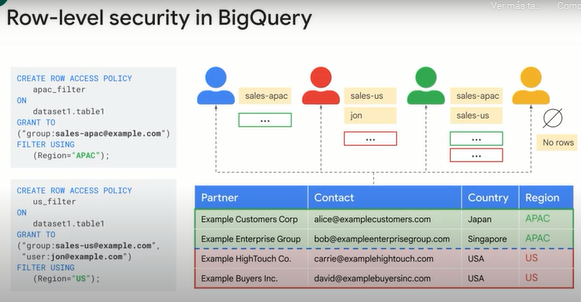 Ver más ta...
Row-level security in BigQuery
CREATE ROW ACCESS POLICY
apac_filter
ON
dataset1.table1
GRANT TO
("group:sales-apac@example.com")
FILTER USING
(Region="APAC");
CREATE ROW ACCESS POLICY
us_filter
ON
dataset1.table1
GRANT TO
("group:sales-us@example.com",
"user:jon@example.com")
FILTER USING
(Region="US");
sales-apac
...
sales-us
jon
...
sales-apac
sales-us
...
...
No rows
Partner Contact Country Region
Example Customers Corp alice@examplecustomers.com Japan APAC
Example Enterprise Group bob@exampleenterprisegroup.com Singapore APAC
Example HighTouch Co. carrie@examplehightouch.com USA US
Example Buyers Inc. david@examplebuyersinc.com USA US